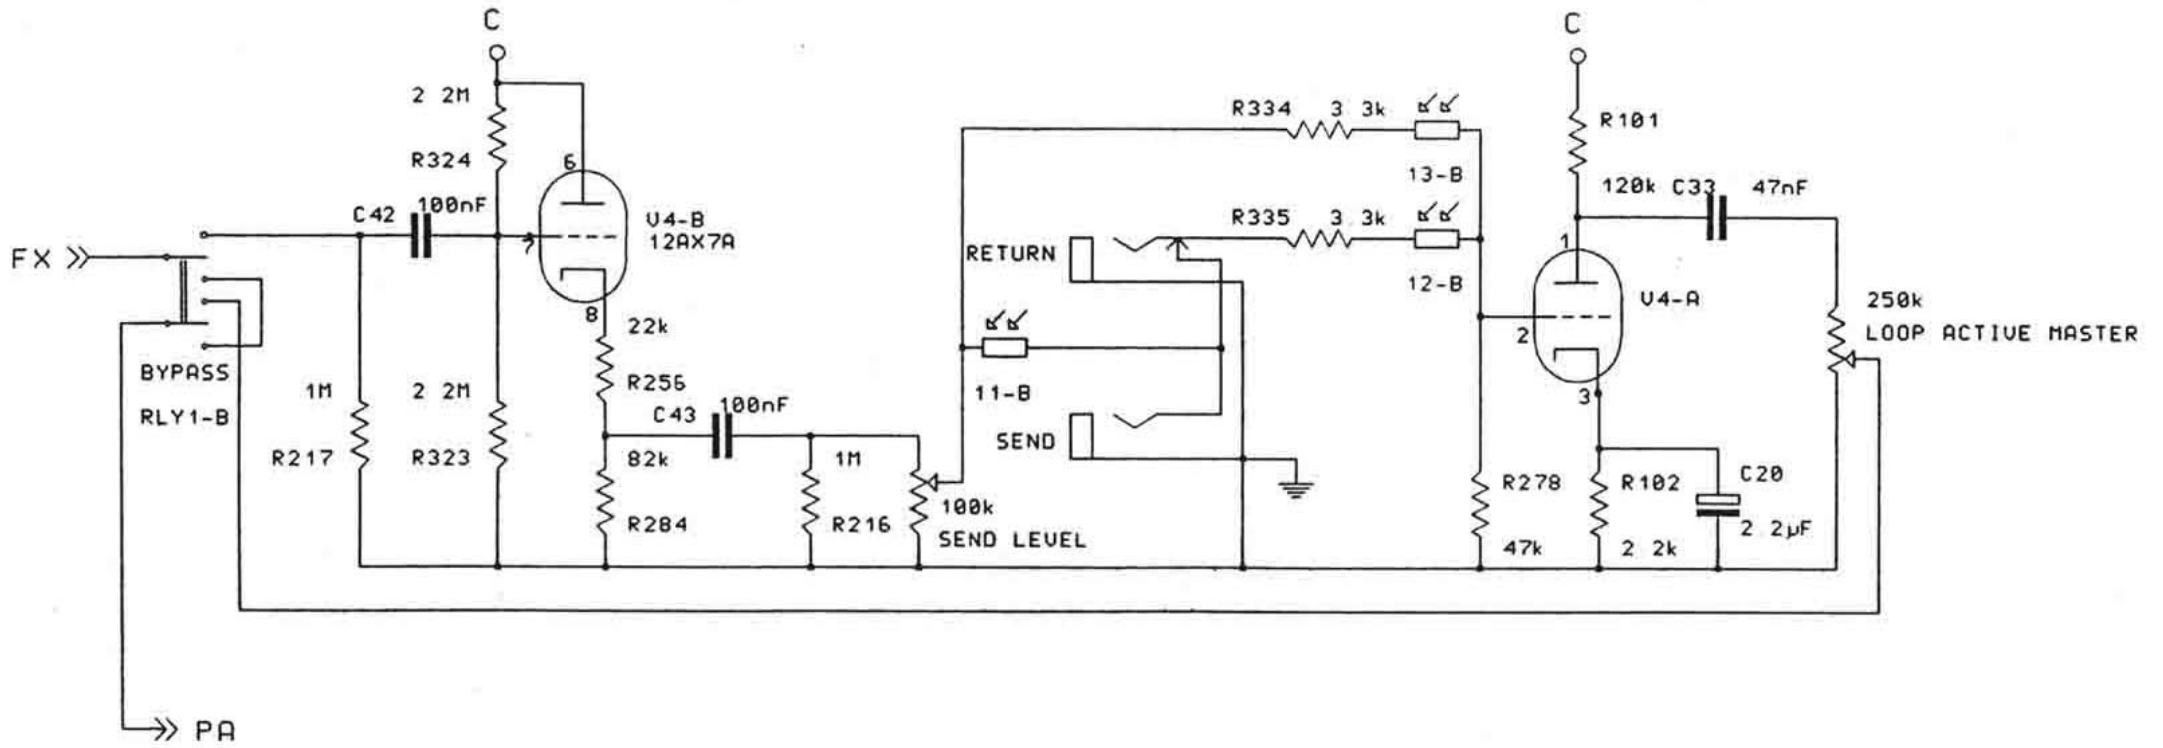 C
C
2 2M
R324
R334 3 3k
R101
6
13-B
120k C33 47nF
C42 100nF
V4-B
12AX7A
R335 3 3k
7
1
FX
RETURN
12-B
V4-A
250k
LOOP ACTIVE MASTER
8
22k
2
BYPASS
RLY1-B
1M
2 2M
R256
11-B
3
C43 100nF
SEND
R217
R323
82k
1M
R278
R102
C20
100k
R284
R216
SEND LEVEL
47k
2 2k
2 2µF
PA